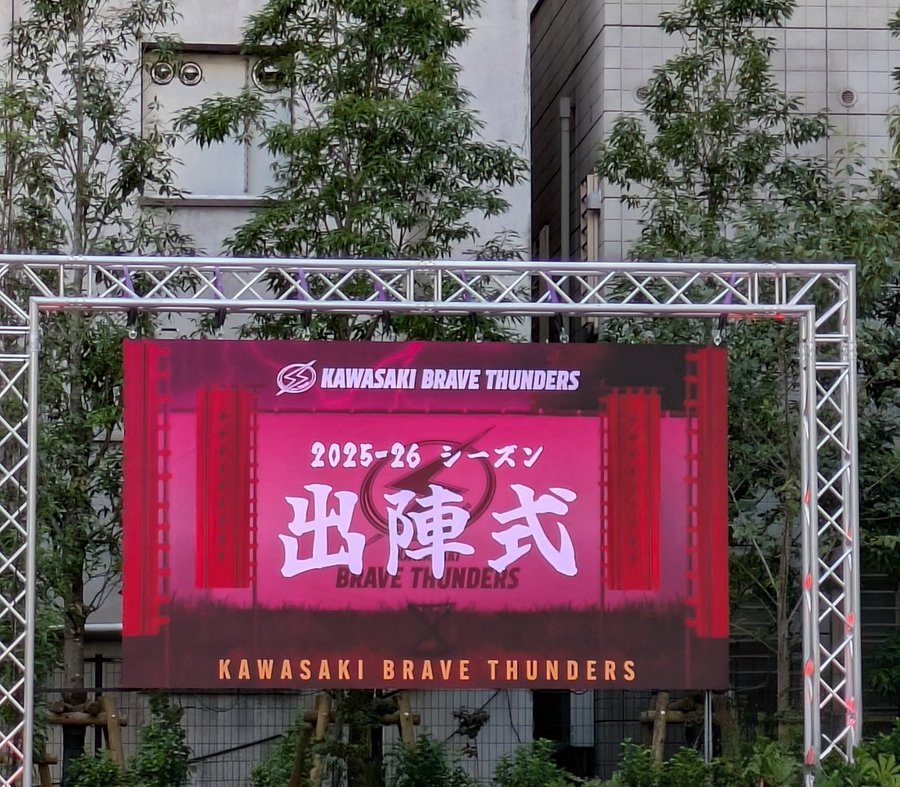 KAWASAKI BRAVE THUNDERS
2025-26 シーズン
出陣式
BRAVE THUNDERS
KAWASAKI BRAVE THUNDERS